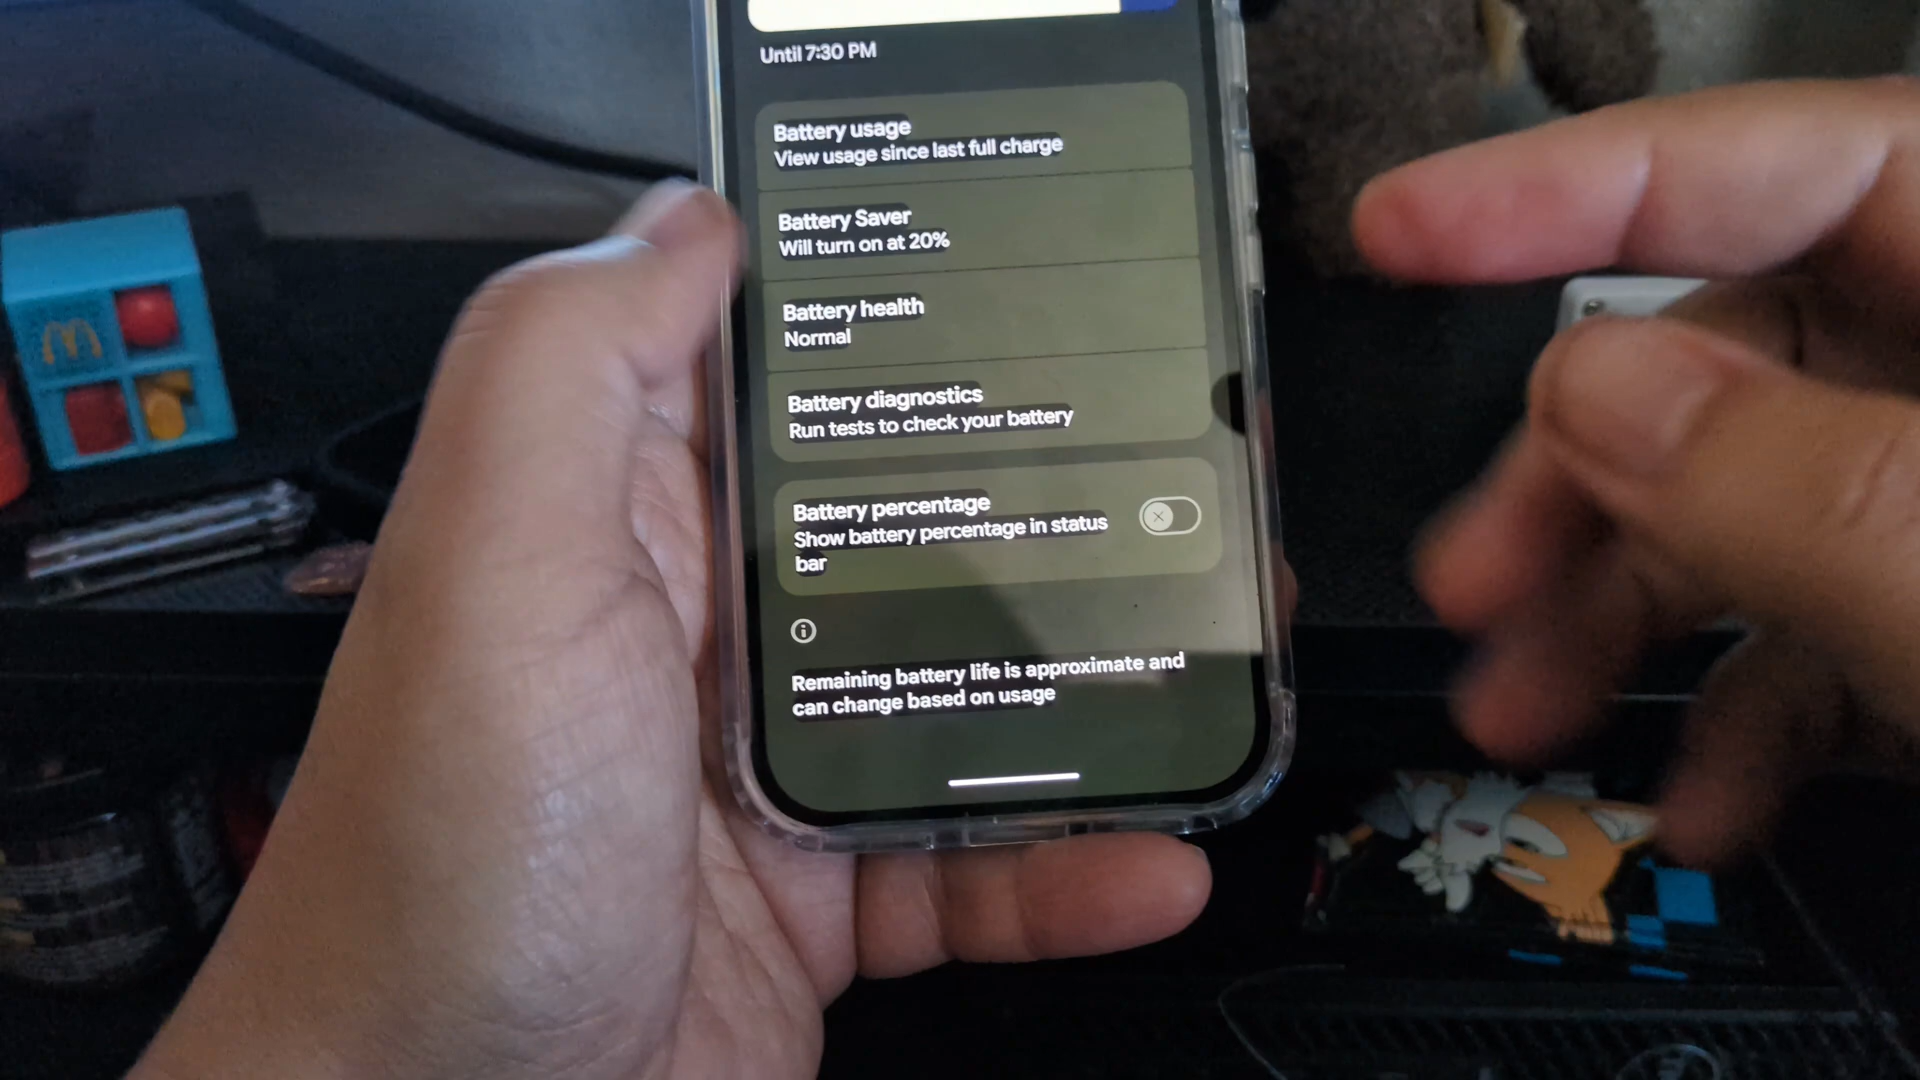 Until 7:30 PM
Battery usage
View usage since last full charge
Battery Saver
Will turn on at 20%
Battery health
Normal
Battery diagnostics
Run tests to check your battery
Battery percentage
Show battery percentage in status
bar
Remaining battery life is approximate and
can change based on usage